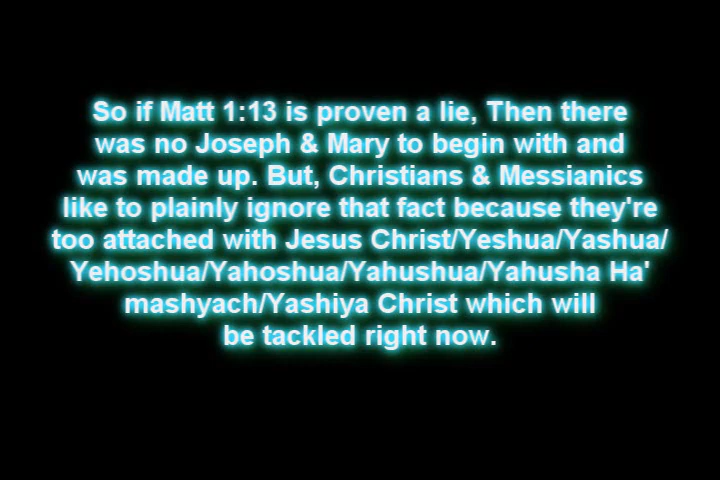 So if Matt 1:13 is proven a lie, Then there
was no Joseph & Mary to begin with and
was made up. But, Christians & Messianics
like to plainly ignore that fact because they're
too attached with Jesus Christ/Yeshua/Yashua/
Yehoshua/Yahoshua/Yahushua/Yahusha Ha'
mashyach/Yashiya Christ which will
be tackled right now.